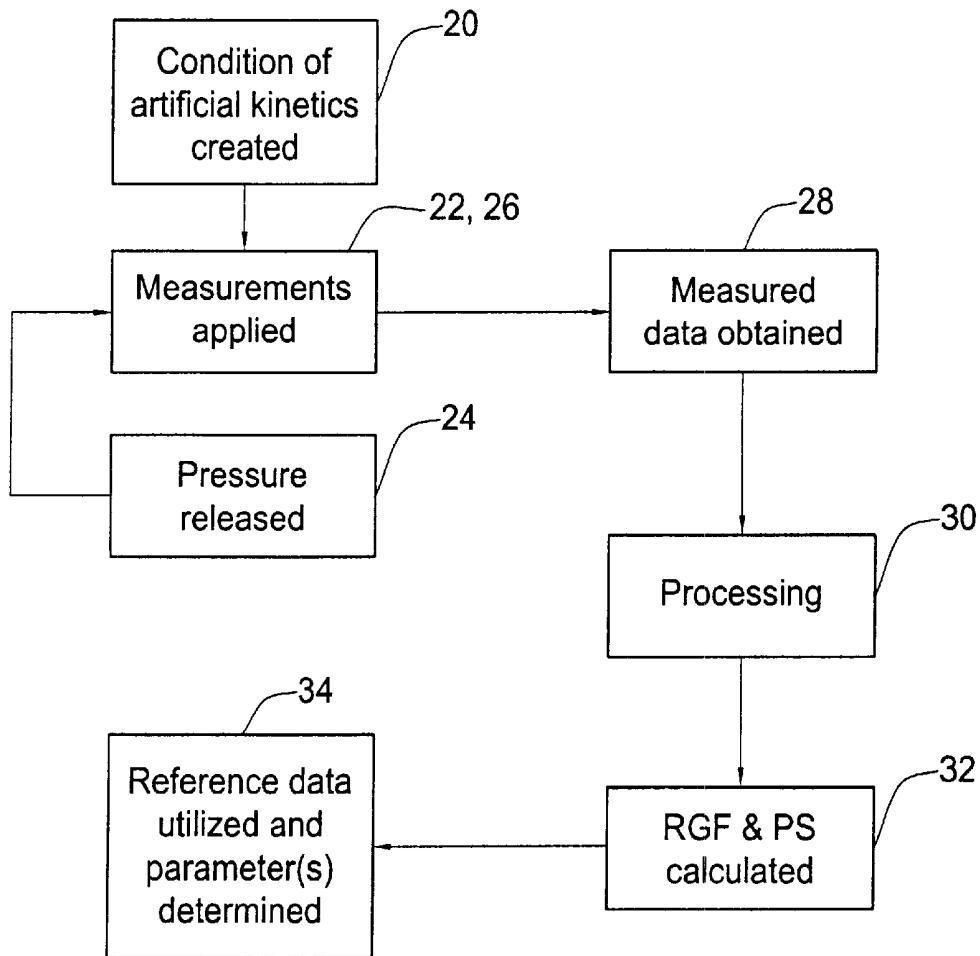 20
Condition of
artificial kinetics
created
22, 26
Measurements
applied
28
Measured
data obtained
24
Pressure
released
30
Processing
34
Reference data
utilized and
parameter(s)
determined
32
RGF & PS
calculated